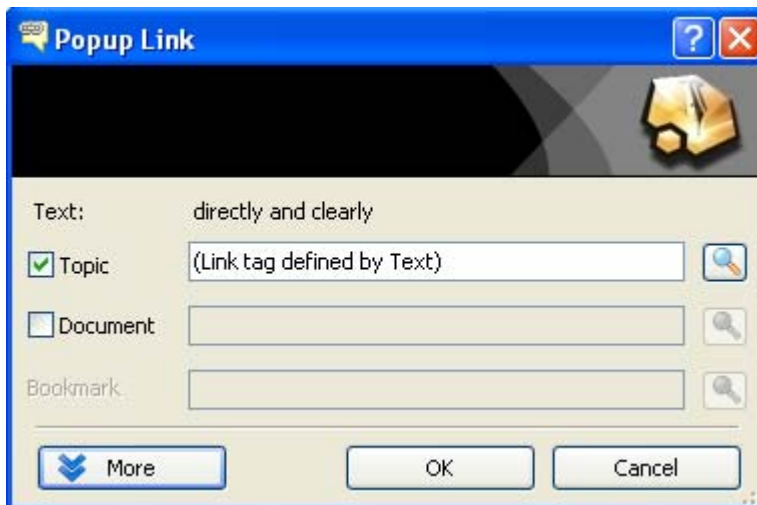 Popup Link
Text: directly and clearly
Topic (Link tag defined by Text)
Document
Bookmark
More OK Cancel